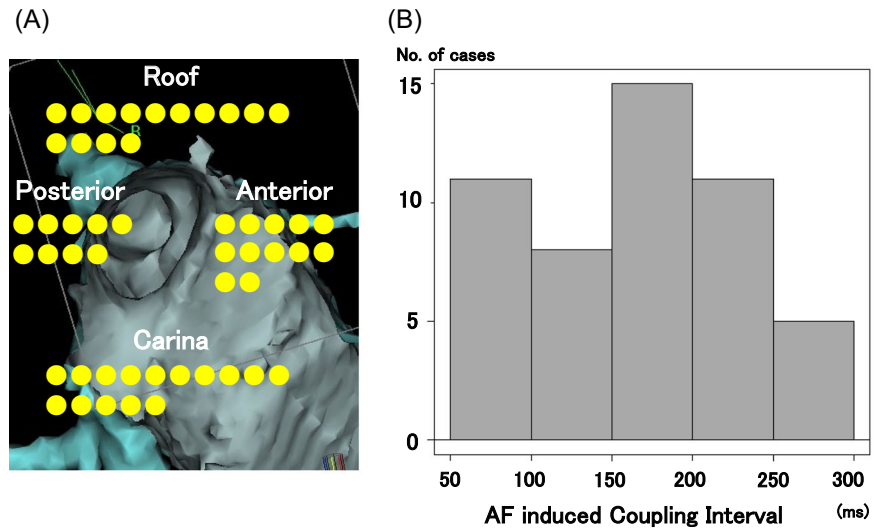 (A)
Roof
R
Posterior
Anterior
Carina
(B)
No. of cases
15
10
5
0
50 100 150 200 250 300
AF induced Coupling Interval (ms)